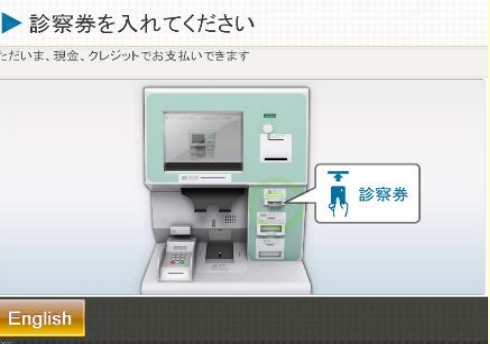 診察券を入れてください
ただいま、現金、クレジットでお支払いできます
診察券
English